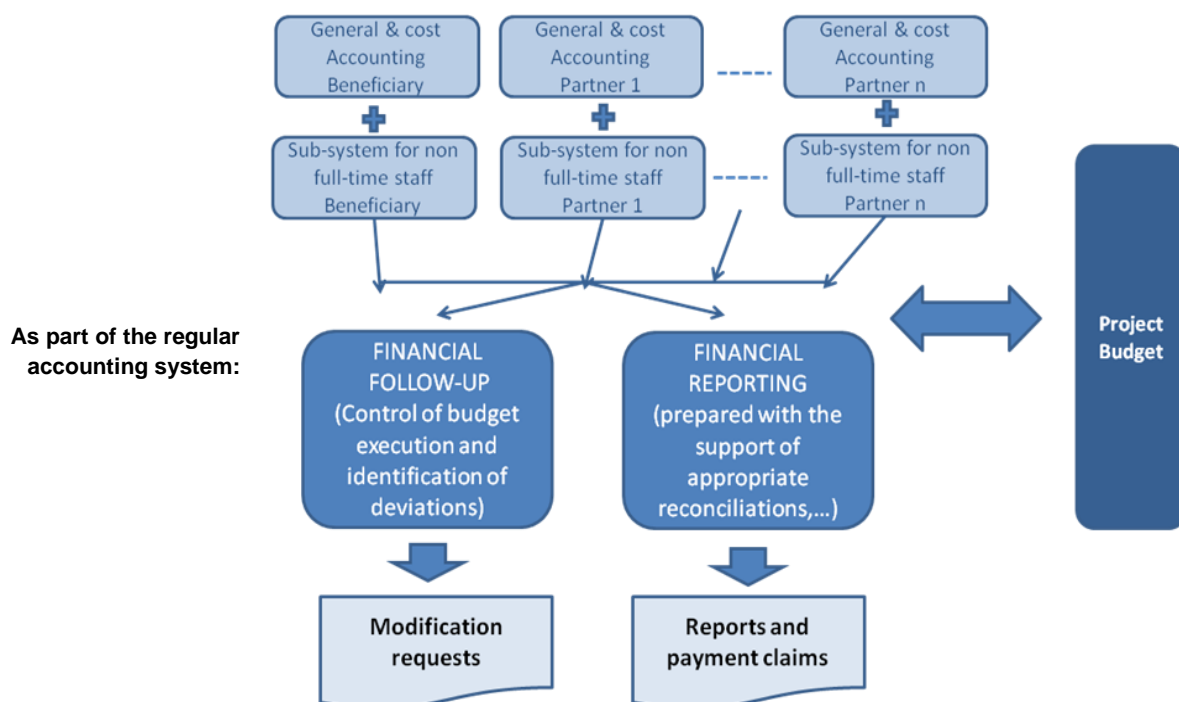 General & cost
Accounting
Beneficiary
General & cost
Accounting
Partner 1
General & cost
Accounting
Partner n
Sub-system for non
full-time staff
Beneficiary
Sub-system for non
full-time staff
Partner 1
Sub-system for non
full-time staff
Partner n
As part of the regular
accounting system:
FINANCIAL
FOLLOW-UP
(Control of budget
execution and
identification of
deviations)
FINANCIAL
REPORTING
(prepared with the
support of
appropriate
reconciliations,...)
Project
Budget
Modification
requests
Reports and
payment claims